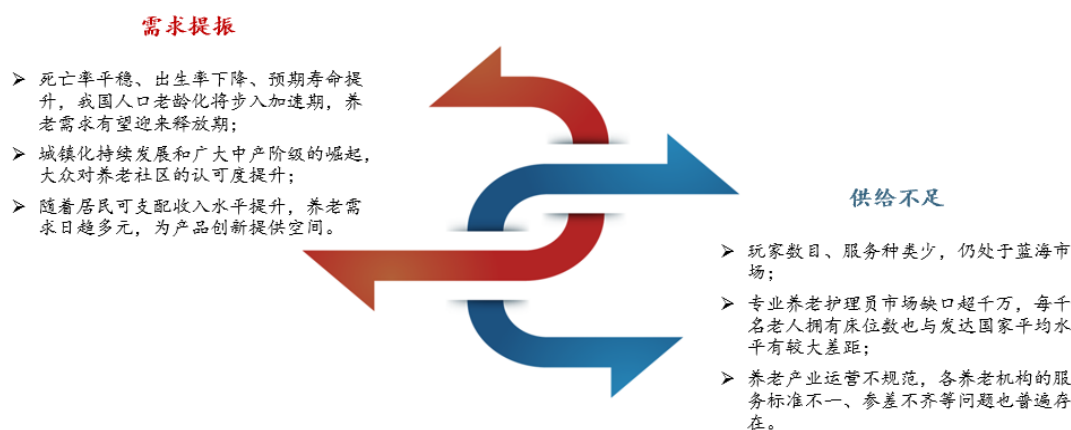 需求提振
➢ 死亡率平稳、出生率下降、预期寿命提
升，我国人口老龄化将步入加速期，养
老需求有望迎来释放期；
➢ 城镇化持续发展和广大中产阶级的崛起，
大众对养老社区的认可度提升；
➢ 随着居民可支配收入水平提升，养老需
求日趋多元，为产品创新提供空间。
供给不足
➢ 玩家数目、服务种类少，仍处于蓝海市
场；
➢ 专业养老护理员市场缺口超千万，每千
名老人拥有床位数也与发达国家平均水
平有较大差距；
➢ 养老产业运营不规范，各养老机构的服
务标准不一、参差不齐等问题也普遍存
在。